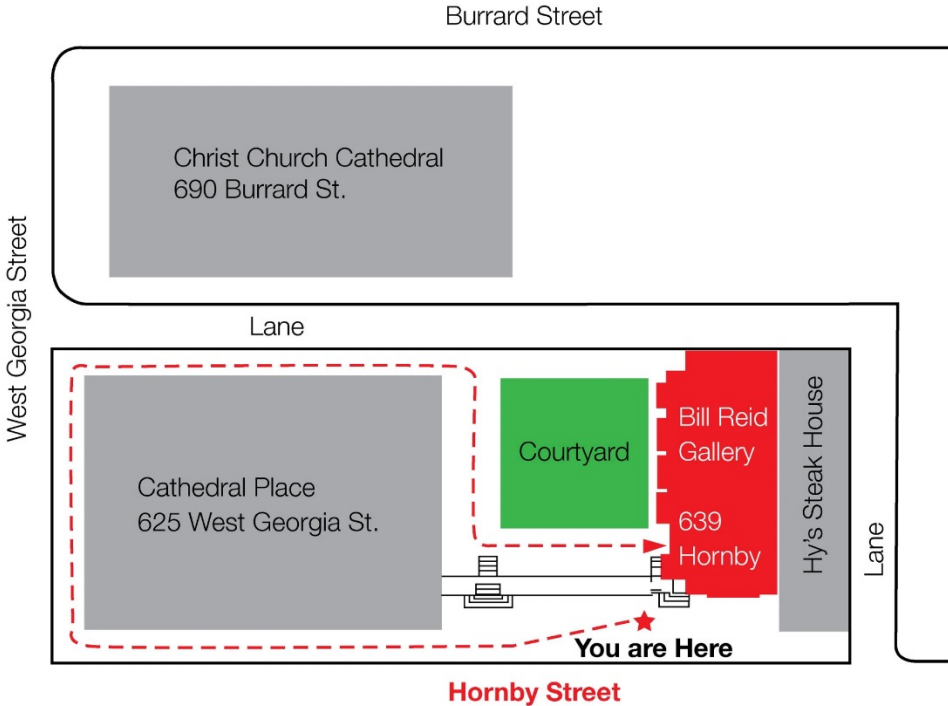 Burrard Street
Christ Church Cathedral
690 Burrard St.
West Georgia Street
Lane
Cathedral Place
625 West Georgia St.
Courtyard
Bill Reid
Gallery
639
Hornby
Hy's Steak House
Lane
You are Here
Hornby Street